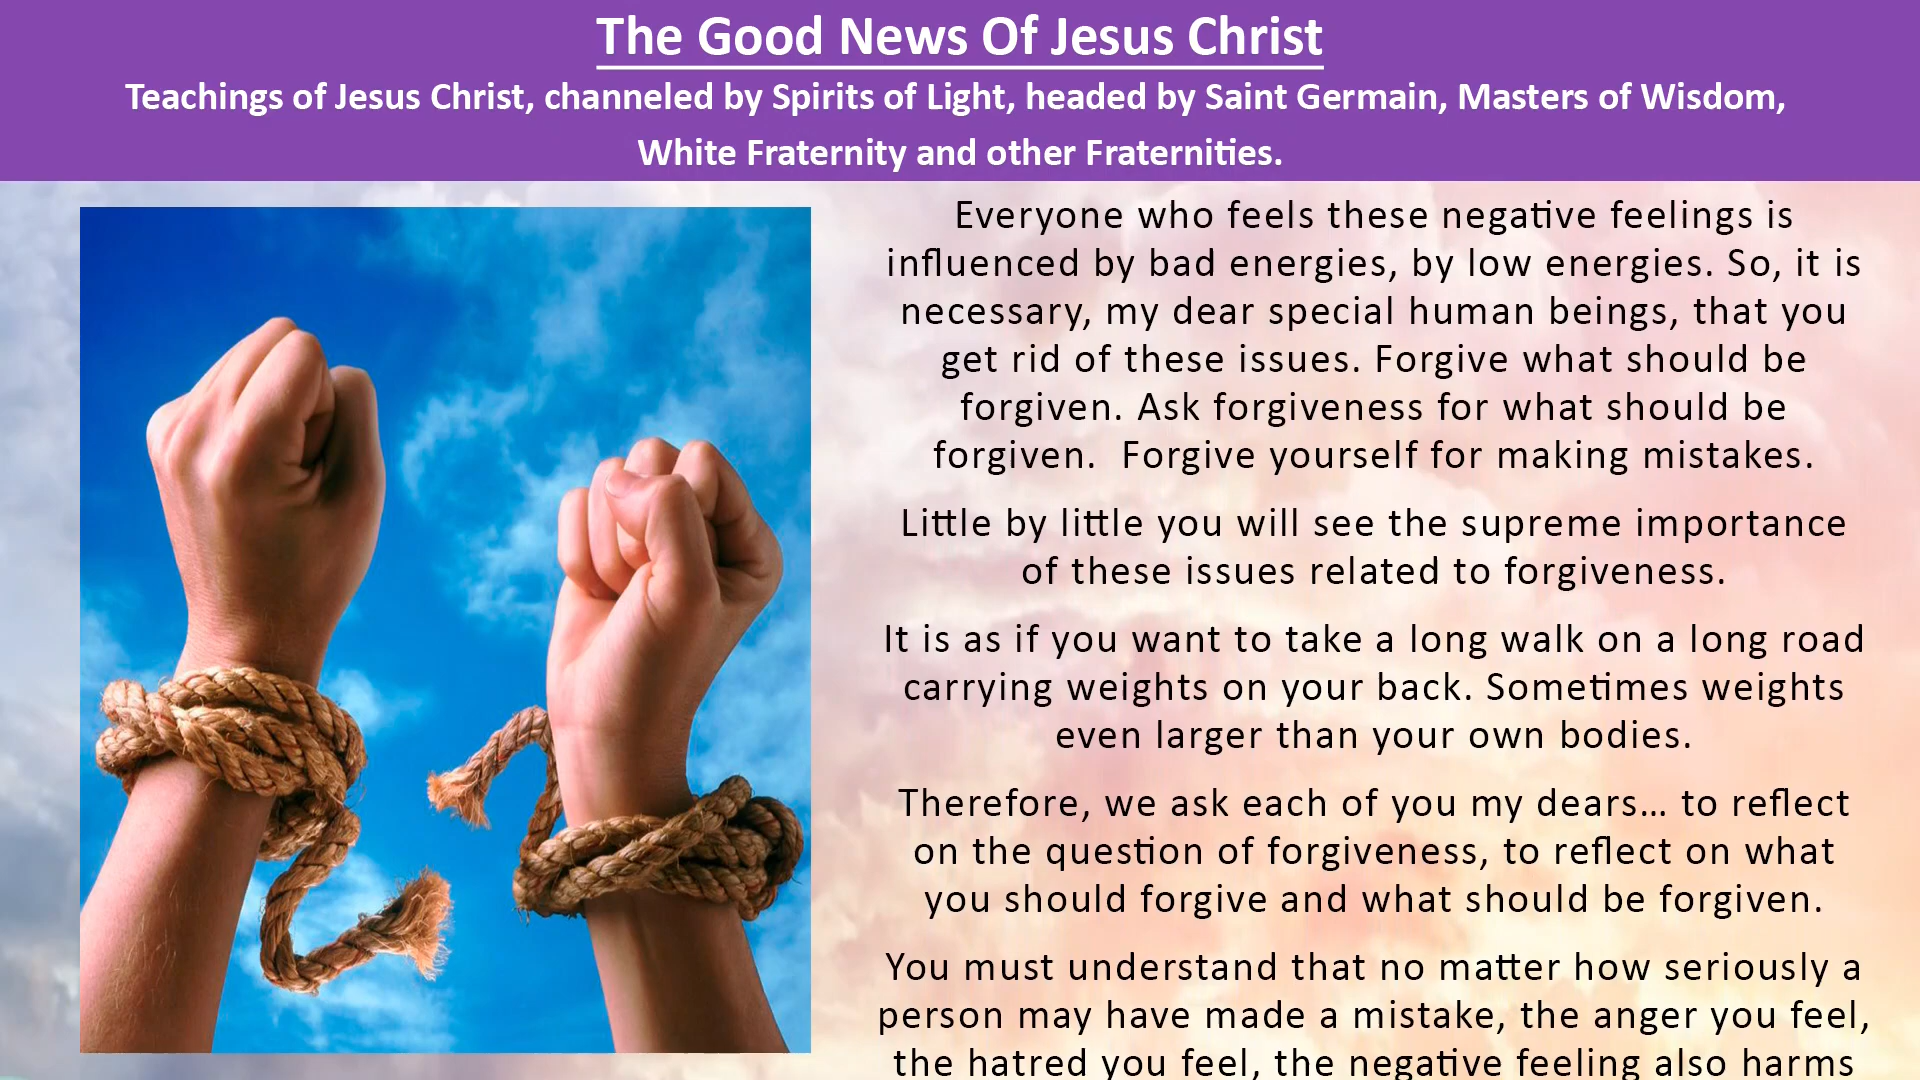 The Good News Of Jesus Christ
Teachings of Jesus Christ, channeled by Spirits of Light, headed by Saint Germain, Masters of Wisdom,
White Fraternity and other Fraternities.
Everyone who feels these negative feelings is
influenced by bad energies, by low energies. So, it is
necessary, my dear special human beings, that you
get rid of these issues. Forgive what should be
forgiven. Ask forgiveness for what should be
forgiven.  Forgive yourself for making mistakes.
Little by little you will see the supreme importance
of these issues related to forgiveness.
It is as if you want to take a long walk on a long road
carrying weights on your back. Sometimes weights
even larger than your own bodies.
Therefore, we ask each of you my dears... to reflect
on the question of forgiveness, to reflect on what
you should forgive and what should be forgiven.
You must understand that no matter how seriously a
person may have made a mistake, the anger you feel,
the hatred you feel, the negative feeling also harms